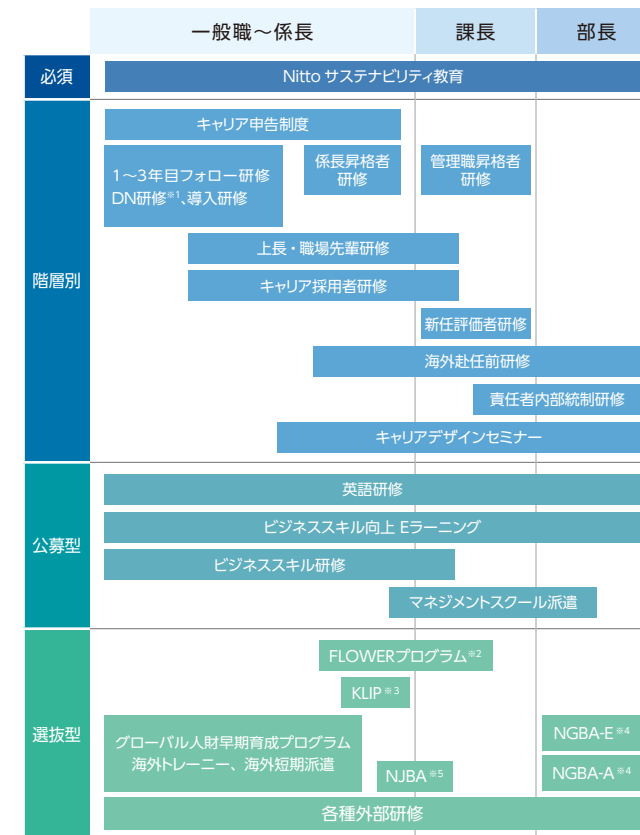 一般職～係長
課長
部長
必須
Nitto サステナビリティ教育
階層別
キャリア申告制度
1～3年目フォロー研修
DN研修※1、導入研修
係長昇格者
研修
管理職昇格者
研修
上長・職場先輩研修
キャリア採用者研修
新任評価者研修
海外赴任前研修
責任者内部統制研修
キャリアデザインセミナー
公募型
英語研修
ビジネススキル向上 Eラーニング
ビジネススキル研修
マネジメントスクール派遣
選抜型
FLOWERプログラム※2
KLIP※3
グローバル人財早期育成プログラム
海外トレーニー、海外短期派遣
NJBA※5
NGBA-E※4
NGBA-A※4
各種外部研修